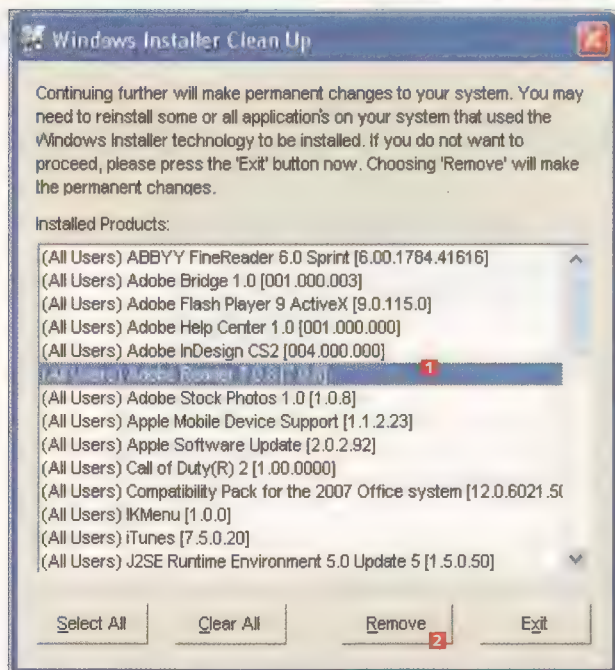 Windows Installer Clean Up
Continuing further will make permanent changes to your system. You may
need to reinstall some or all application's on your system that used the
Windows Installer technology to be installed. If you do not want to
proceed, please press the 'Exit' button now. Choosing 'Remove' will make
the permanent changes.
Installed Products:
(All Users) ABBYY FineReader 6.0 Sprint [6.00.1784.41616]
(All Users) Adobe Bridge 1.0 [001.000.003]
(All Users) Adobe Flash Player 9 ActiveX [9.0.115.0]
(All Users) Adobe Help Center 1.0 [001.000.000]
(All Users) Adobe InDesign CS2 [004.000.000]
(All Users) Adobe Reader 1
(All Users) Adobe Stock Photos 1.0 [1.0.8]
(All Users) Apple Mobile Device Support [1.1.2.23]
(All Users) Apple Software Update [2.0.2.92]
(All Users) Call of Duty(R) 2 [1.00.0000]
(All Users) Compatibility Pack for the 2007 Office system [12.0.6021.50
(All Users) IKMenu [1.0.0]
(All Users) iTunes [7.5.0.20]
(All Users) J2SE Runtime Environment 5.0 Update 5 [1.5.0.50]
Select All Clear All Remove 2 Exit